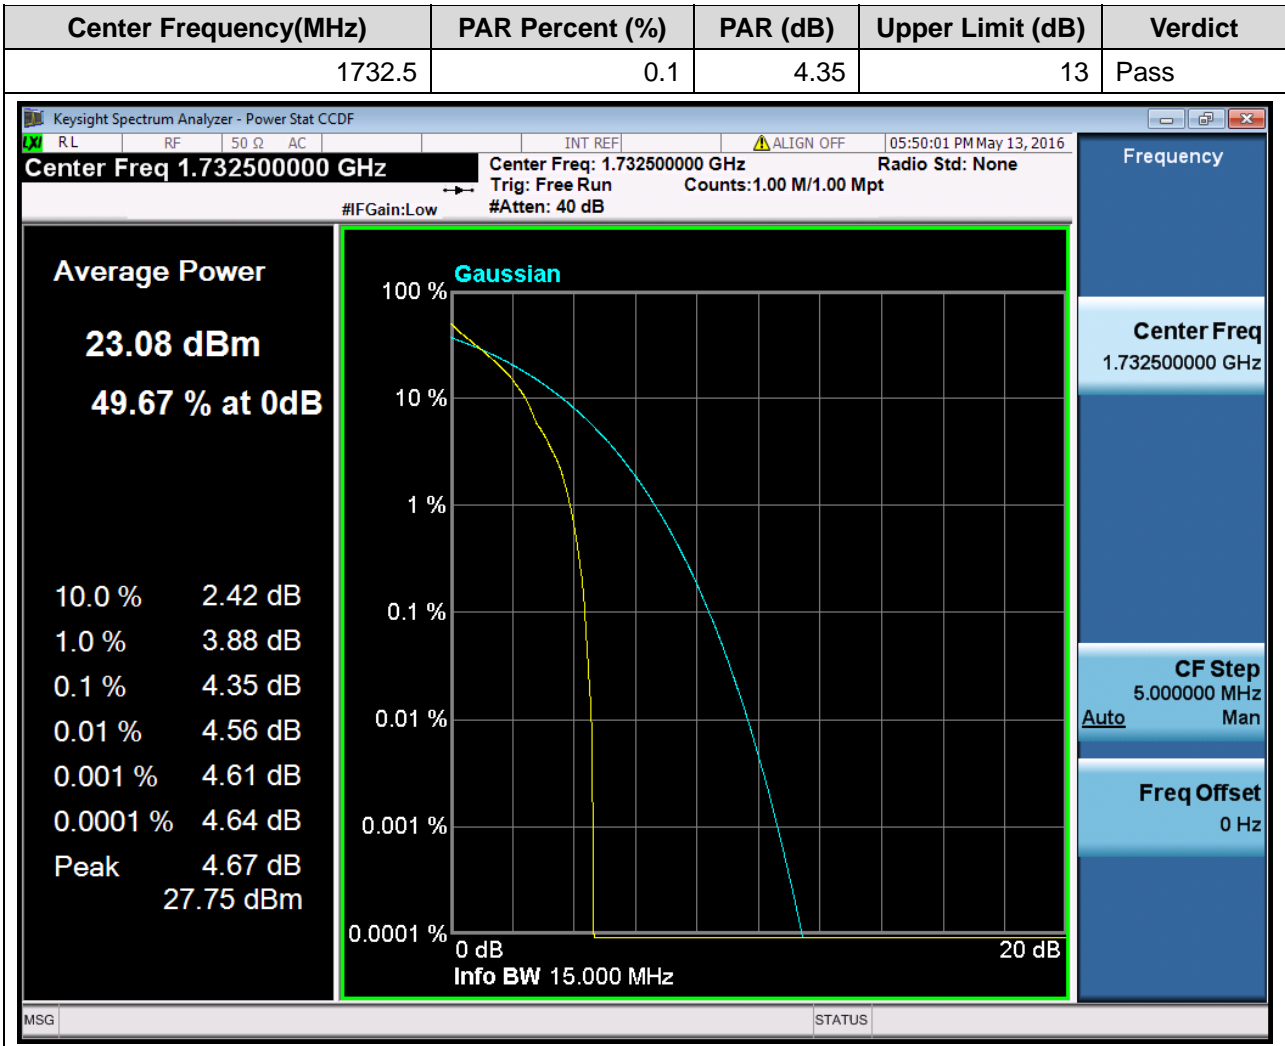 Center Frequency(MHz) PAR Percent (%) PAR (dB) Upper Limit (dB) Verdict
1732.5 0.1 4.35 13 Pass
Keysight Spectrum Analyzer - Power Stat CCDF
LXI RL RF 50 Ω AC INT REF ALIGN OFF 05:50:01 PM May 13, 2016
Center Freq 1.732500000 GHz
Center Freq: 1.732500000 GHz Radio Std: None
Trig: Free Run Counts:1.00 M/1.00 Mpt
#IFGain:Low #Atten: 40 dB
Average Power
23.08 dBm
49.67 % at 0dB
10.0 % 2.42 dB
1.0 % 3.88 dB
0.1 % 4.35 dB
0.01 % 4.56 dB
0.001 % 4.61 dB
0.0001 % 4.64 dB
Peak 4.67 dB
27.75 dBm
Gaussian
100 %
10 %
1 %
0.1 %
0.01 %
0.001 %
0.0001 %
0 dB 20 dB
Info BW 15.000 MHz
Frequency
Center Freq
1.732500000 GHz
CF Step
5.000000 MHz
Auto Man
Freq Offset
0 Hz
MSG STATUS